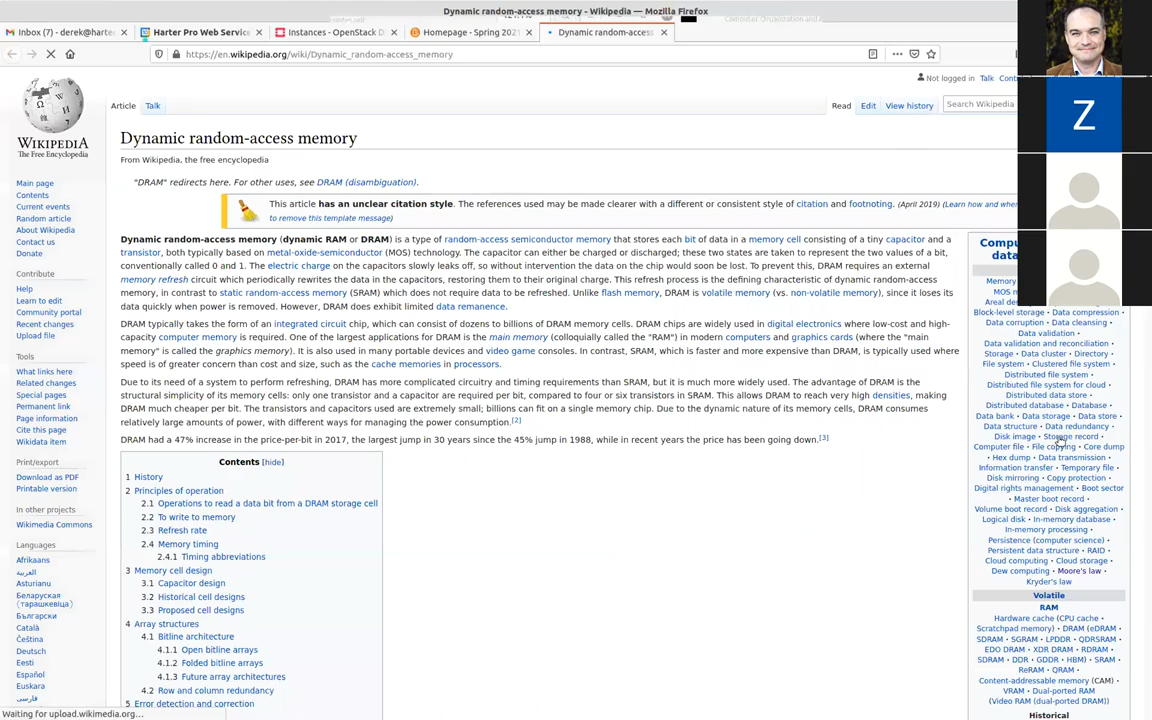 Dynamic random-access memory - Wikipedia — Mozilla Firefox
Inbox (7) - derek@harter
Harter Pro Web Service
Instances - OpenStack D
Homepage - Spring 2021
Dynamic random-access
https://en.wikipedia.org/wiki/Dynamic_random-access_memory
Not logged in Talk Cont
Article Talk Read Edit View history Search Wikipedia
WIKIPEDIA
The Free Encyclopedia
Main page
Contents
Current events
Random article
About Wikipedia
Contact us
Donate
Contribute
Help
Learn to edit
Community portal
Recent changes
Upload file
Tools
What links here
Related changes
Special pages
Permanent link
Page information
Cite this page
Wikidata item
Print/export
Download as PDF
Printable version
In other projects
Wikimedia Commons
Languages
Afrikaans
العربية
Asturianu
Беларуская
(тарашкевіца)
Български
Català
Čeština
Deutsch
Eesti
Español
Euskara
فارسی
Waiting for upload.wikimedia.org...
Dynamic random-access memory
From Wikipedia, the free encyclopedia
"DRAM" redirects here. For other uses, see DRAM (disambiguation).
This article has an unclear citation style. The references used may be made clearer with a different or consistent style of citation and footnoting. (April 2019) (Learn how and when
to remove this template message)
Dynamic random-access memory (dynamic RAM or DRAM) is a type of random-access semiconductor memory that stores each bit of data in a memory cell consisting of a tiny capacitor and a
transistor, both typically based on metal-oxide-semiconductor (MOS) technology. The capacitor can either be charged or discharged; these two states are taken to represent the two values of a bit,
conventionally called 0 and 1. The electric charge on the capacitors slowly leaks off, so without intervention the data on the chip would soon be lost. To prevent this, DRAM requires an external
memory refresh circuit which periodically rewrites the data in the capacitors, restoring them to their original charge. This refresh process is the defining characteristic of dynamic random-access
memory, in contrast to static random-access memory (SRAM) which does not require data to be refreshed. Unlike flash memory, DRAM is volatile memory (vs. non-volatile memory), since it loses its
data quickly when power is removed. However, DRAM does exhibit limited data remanence.
DRAM typically takes the form of an integrated circuit chip, which can consist of dozens to billions of DRAM memory cells. DRAM chips are widely used in digital electronics where low-cost and high-
capacity computer memory is required. One of the largest applications for DRAM is the main memory (colloquially called the "RAM") in modern computers and graphics cards (where the "main
memory" is called the graphics memory). It is also used in many portable devices and video game consoles. In contrast, SRAM, which is faster and more expensive than DRAM, is typically used where
speed is of greater concern than cost and size, such as the cache memories in processors.
Due to its need of a system to perform refreshing, DRAM has more complicated circuitry and timing requirements than SRAM, but it is much more widely used. The advantage of DRAM is the
structural simplicity of its memory cells: only one transistor and a capacitor are required per bit, compared to four or six transistors in SRAM. This allows DRAM to reach very high densities, making
DRAM much cheaper per bit. The transistors and capacitors used are extremely small; billions can fit on a single memory chip. Due to the dynamic nature of its memory cells, DRAM consumes
relatively large amounts of power, with different ways for managing the power consumption.[2]
DRAM had a 47% increase in the price-per-bit in 2017, the largest jump in 30 years since the 45% jump in 1988, while in recent years the price has been going down.[3]
Contents [hide]
1 History
2 Principles of operation
2.1 Operations to read a data bit from a DRAM storage cell
2.2 To write to memory
2.3 Refresh rate
2.4 Memory timing
2.4.1 Timing abbreviations
3 Memory cell design
3.1 Capacitor design
3.2 Historical cell designs
3.3 Proposed cell designs
4 Array structures
4.1 Bitline architecture
4.1.1 Open bitline arrays
4.1.2 Folded bitline arrays
4.1.3 Future array architectures
4.2 Row and column redundancy
5 Error detection and correction
Z
Compu
data
Memory
MOS m
Areal den
Block-level storage • Data compression •
Data corruption • Data cleansing •
Data validation •
Data validation and reconciliation •
Storage • Data cluster • Directory •
File system • Clustered file system •
Distributed file system •
Distributed file system for cloud •
Distributed data store •
Distributed database • Database •
Data bank • Data storage • Data store •
Data structure • Data redundancy •
Disk image • Storage record •
Computer file • File copying • Core dump
• Hex dump • Data transmission •
Information transfer • Temporary file •
Disk mirroring • Copy protection •
Digital rights management • Boot sector
• Master boot record •
Volume boot record • Disk aggregation •
Logical disk • In-memory database •
In-memory processing •
Persistence (computer science) •
Persistent data structure • RAID •
Cloud computing • Cloud storage •
Dew computing • Moore's law •
Kryder's law
Volatile
RAM
Hardware cache (CPU cache •
Scratchpad memory) • DRAM (eDRAM •
SDRAM • SGRAM • LPDDR • QDRSRAM •
EDO DRAM • XDR DRAM • RDRAM •
SDRAM • DDR • GDDR • HBM) • SRAM •
ReRAM • QRAM •
Content-addressable memory (CAM) •
VRAM • Dual-ported RAM
(Video RAM (dual-ported DRAM)
Historical